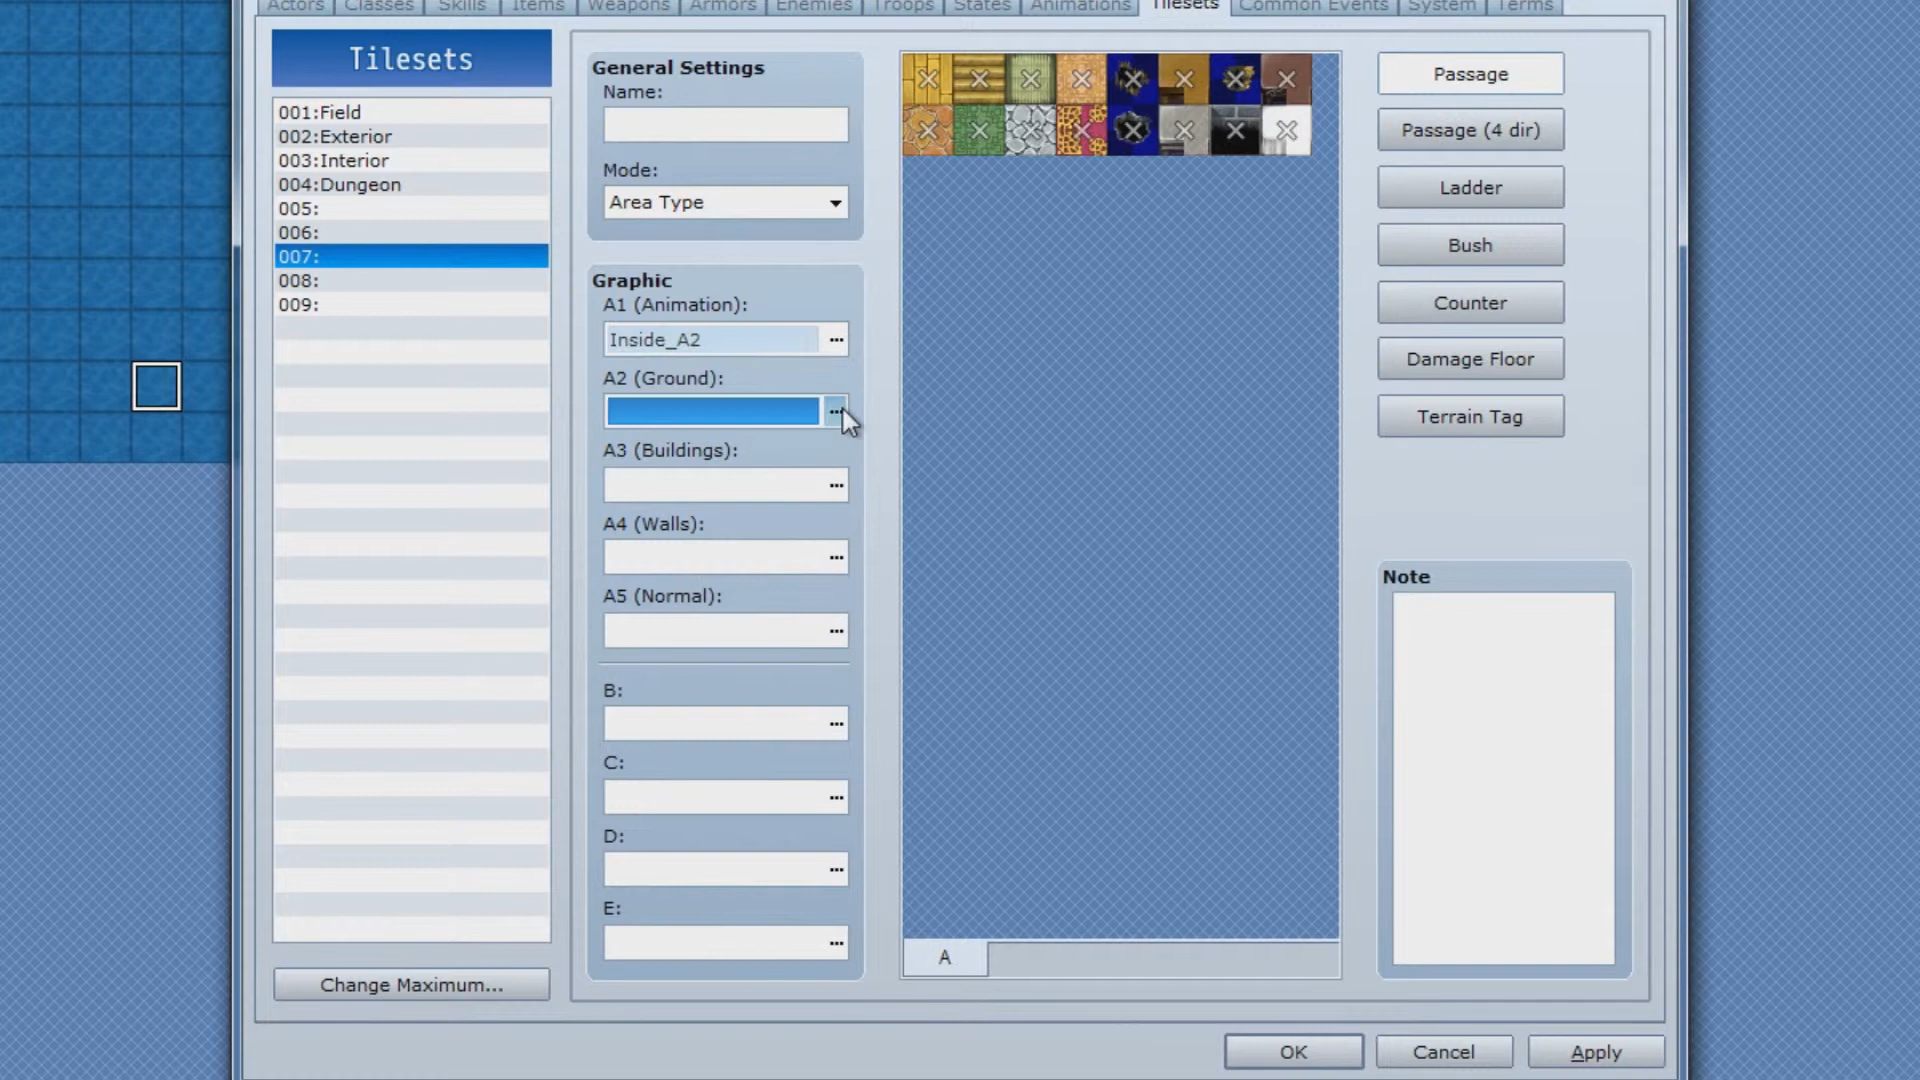 Actors Classes Skills Items Weapons Armors Enemies Troops States Animations Tilesets Common Events System Terms
Tilesets
001:Field
002:Exterior
003:Interior
004:Dungeon
005:
006:
007:
008:
009:
Change Maximum...
General Settings
Name:
Mode:
Area Type
Graphic
A1 (Animation):
Inside_A2
...
A2 (Ground):
...
A3 (Buildings):
...
A4 (Walls):
...
A5 (Normal):
...
B:
...
C:
...
D:
...
E:
...
A
Passage
Passage (4 dir)
Ladder
Bush
Counter
Damage Floor
Terrain Tag
Note
OK Cancel Apply